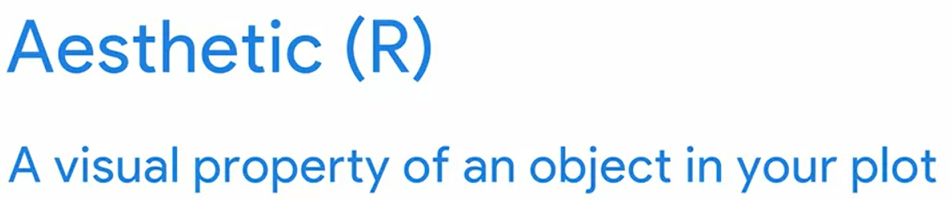 Aesthetic (R)
A visual property of an object in your plot